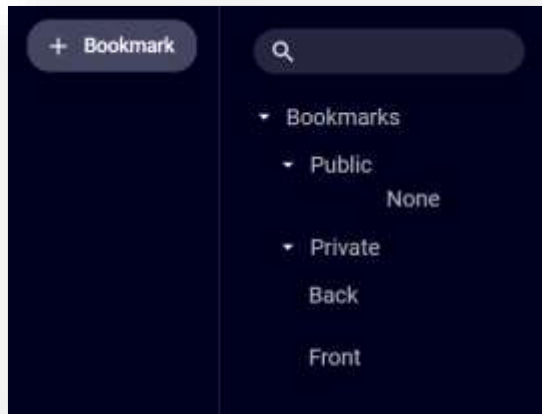 + Bookmark
Bookmarks
Public
None
Private
Back
Front